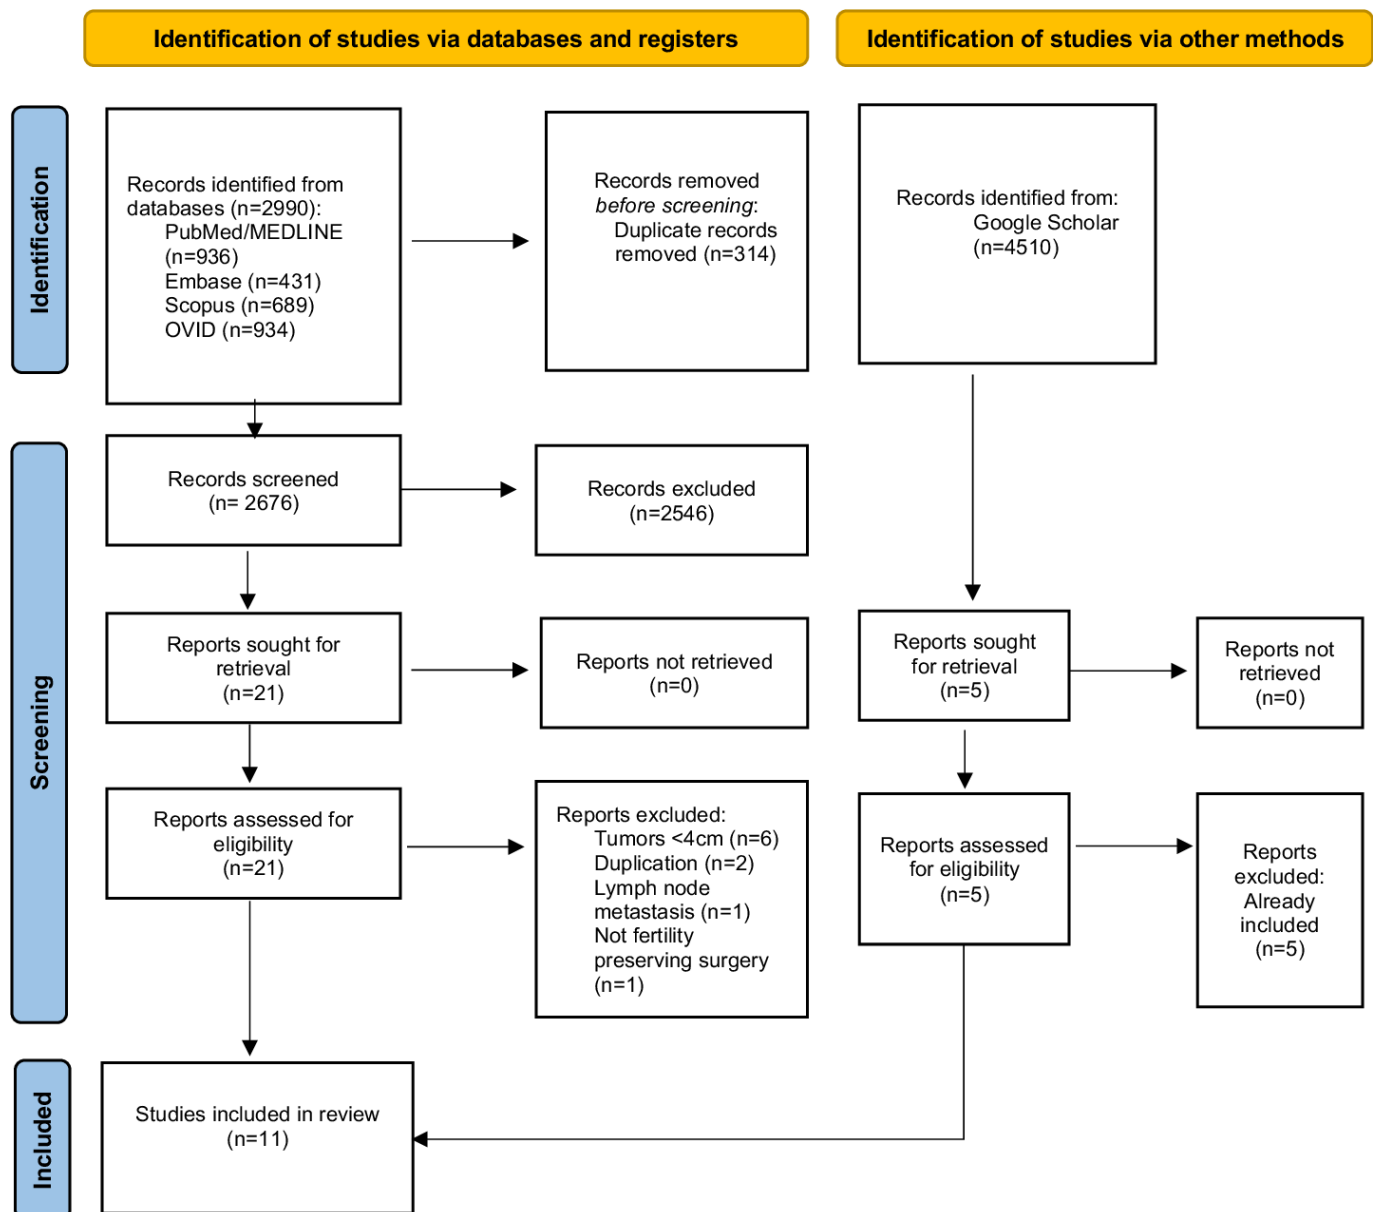 Identification of studies via databases and registers
Identification of studies via other methods
Identification
Records identified from
databases (n=2990):
PubMed/MEDLINE
(n=936)
Embase (n=431)
Scopus (n=689)
OVID (n=934)
Records removed
before screening:
Duplicate records
removed (n=314)
Records identified from:
Google Scholar
(n=4510)
Screening
Records screened
(n= 2676)
Records excluded
(n=2546)
Reports sought for
retrieval
(n=21)
Reports not retrieved
(n=0)
Reports sought
for retrieval
(n=5)
Reports not
retrieved
(n=0)
Reports assessed for
eligibility
(n=21)
Reports excluded:
Tumors <4cm (n=6)
Duplication (n=2)
Lymph node
metastasis (n=1)
Not fertility
preserving surgery
(n=1)
Reports assessed
for eligibility
(n=5)
Reports
excluded:
Already
included
(n=5)
Included
Studies included in review
(n=11)